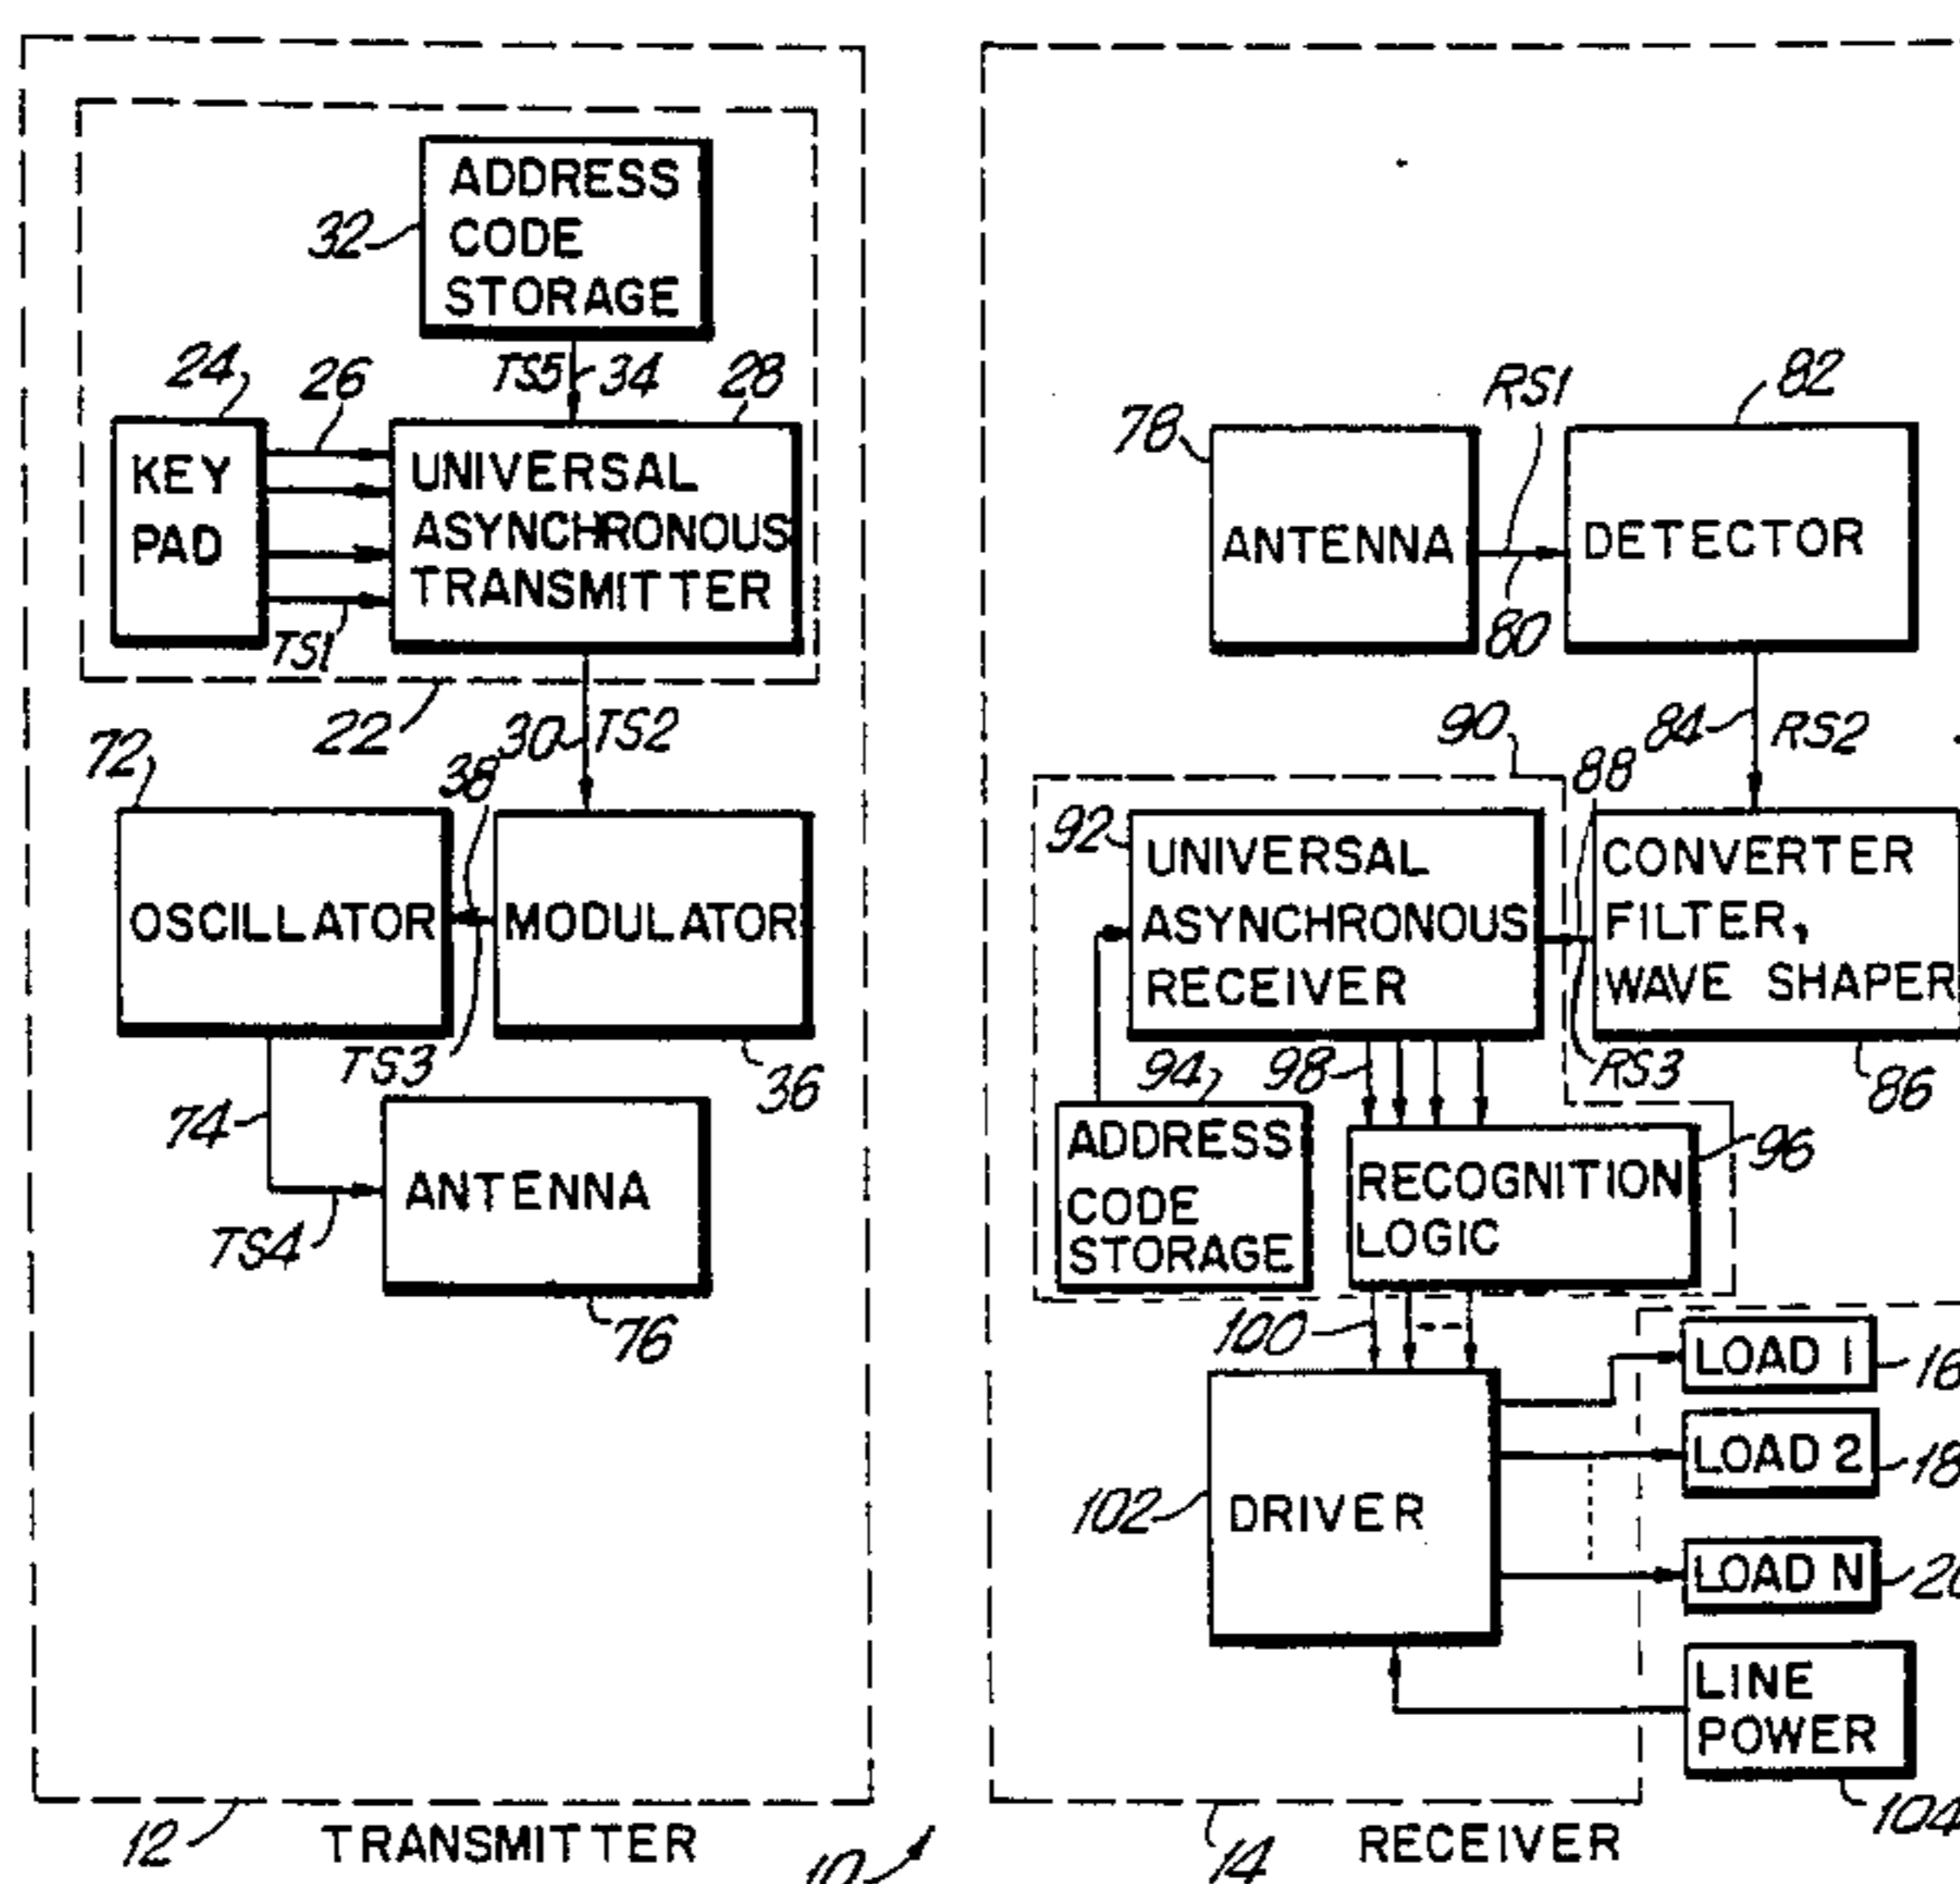 ADDRESS
CODE
STORAGE
32
TS5
34
28
24
26
KEY
PAD
UNIVERSAL
ASYNCHRONOUS
TRANSMITTER
TS1
22
30
TS2
72
38
OSCILLATOR
MODULATOR
TS3
36
74
ANTENNA
TS4
76
12
TRANSMITTER
10
78
RS1
82
ANTENNA
DETECTOR
80
90
84
RS2
88
92
UNIVERSAL
ASYNCHRONOUS
RECEIVER
CONVERTER
FILTER,
WAVE SHAPER
94
98
RS3
86
ADDRESS
CODE
STORAGE
RECOGNITION
LOGIC
96
100
LOAD 1
16
LOAD 2
18
102
DRIVER
LOAD N
20
LINE
POWER
104
14
RECEIVER